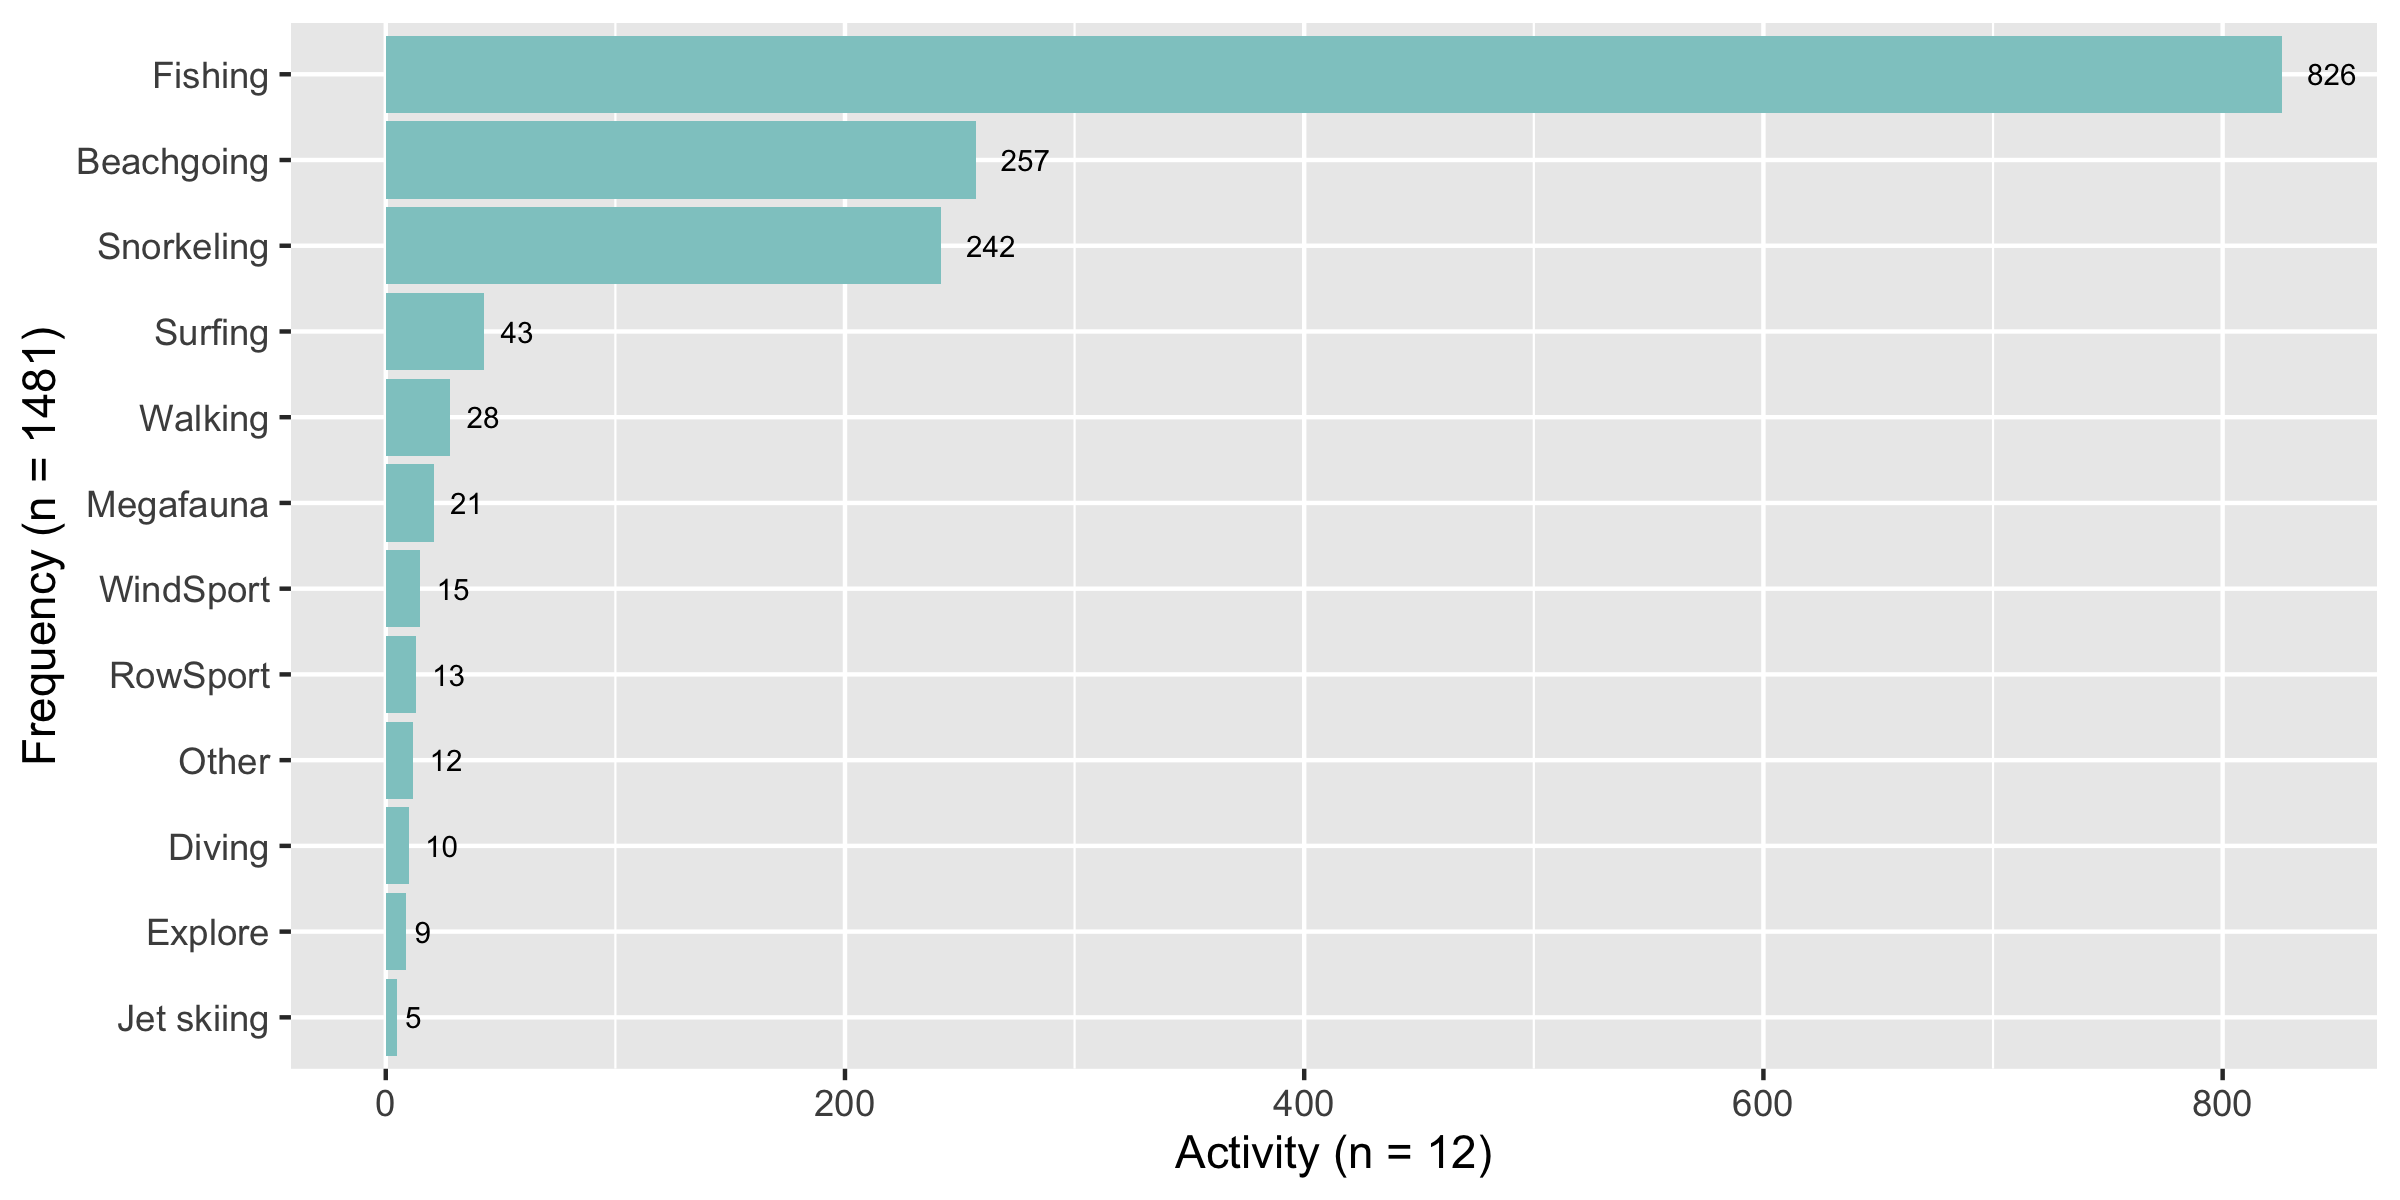 Frequency (n = 1481)
Fishing 826
Beachgoing 257
Snorkeling 242
Surfing 43
Walking 28
Megafauna 21
WindSport 15
RowSport 13
Other 12
Diving 10
Explore 9
Jet skiing 5
0 200 400 600 800
Activity (n = 12)